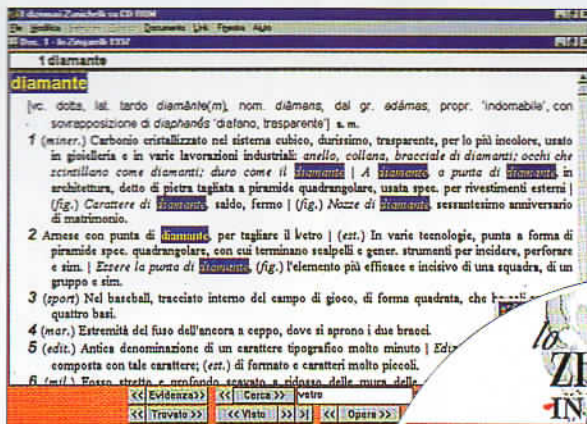 I dizionari Zanichelli su CD-ROM
File Modifica Documento Link Finestra Aiuto
Doc. 1 - lo Zingarelli 1997
1 diamante
diamante
[vc. dotta, lat. tardo diamănte(m), nom. dĭamans, dal gr. adámas, propr. 'indomabile', con
sovrapposizione di diaphanés 'diafano, trasparente'] s. m.
1 (miner.) Carbonio cristallizzato nel sistema cubico, durissimo, trasparente, per lo più incolore, usato
in gioielleria e in varie lavorazioni industriali: anello, collana, bracciale di diamanti; occhi che
scintillano come diamanti; duro come il diamante | A diamante, a punta di diamante, in
architettura, detto di pietra tagliata a piramide quadrangolare, usata spec. per rivestimenti esterni |
(fig.) Carattere di diamante, saldo, fermo | (fig.) Nozze di diamante, sessantesimo anniversario
di matrimonio.
2 Arnese con punta di diamante, per tagliare il vetro | (est.) In varie tecnologie, punta a forma di
piramide spec. quadrangolare, con cui terminano scalpelli e gener. strumenti per incidere, perforare
e sim. | Essere la punta di diamante, (fig.) l'elemento più efficace e incisivo di una squadra, di un
gruppo e sim.
3 (sport) Nel baseball, tracciato interno del campo di gioco, di forma quadrata, che
quattro basi.
4 (mar.) Estremità del fuso dell'ancora a ceppo, dove si aprono i due bracci.
5 (edit.) Antica denominazione di un carattere tipografico molto minuto |
composta con tale carattere; (est.) di formato e caratteri molto piccoli.
6 (mil.) Fosso stretto e profondo scavato a ridosso delle mura delle
<< Evidenza >> << Cerca >> vetro
<< Trovato >> << Visto >> >| << Opera >>
lo
IN